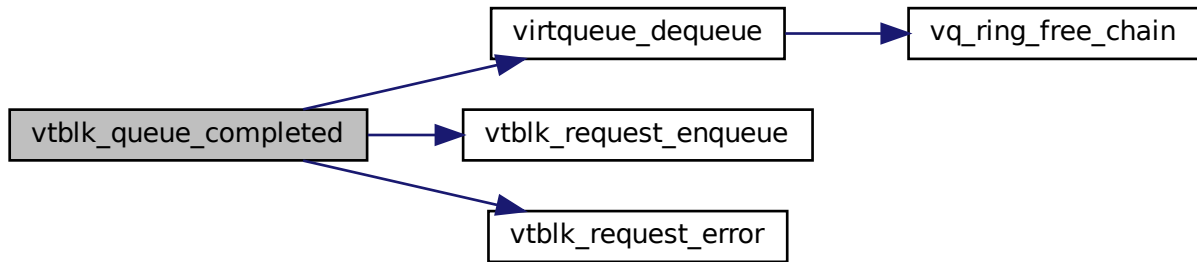 virtqueue_dequeue
vq_ring_free_chain
vtblk_queue_completed
vtblk_request_enqueue
vtblk_request_error